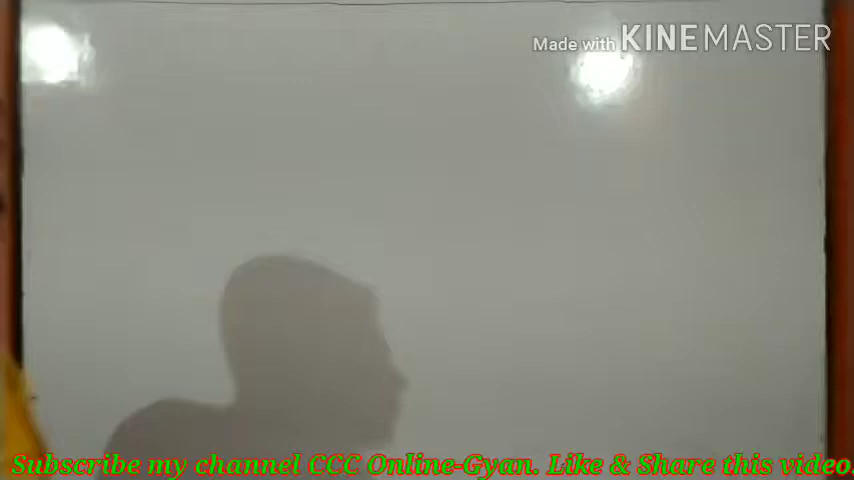 Made with KINEMASTER
Subscribe my channel CCC Online-Gyan. Like & Share this video.